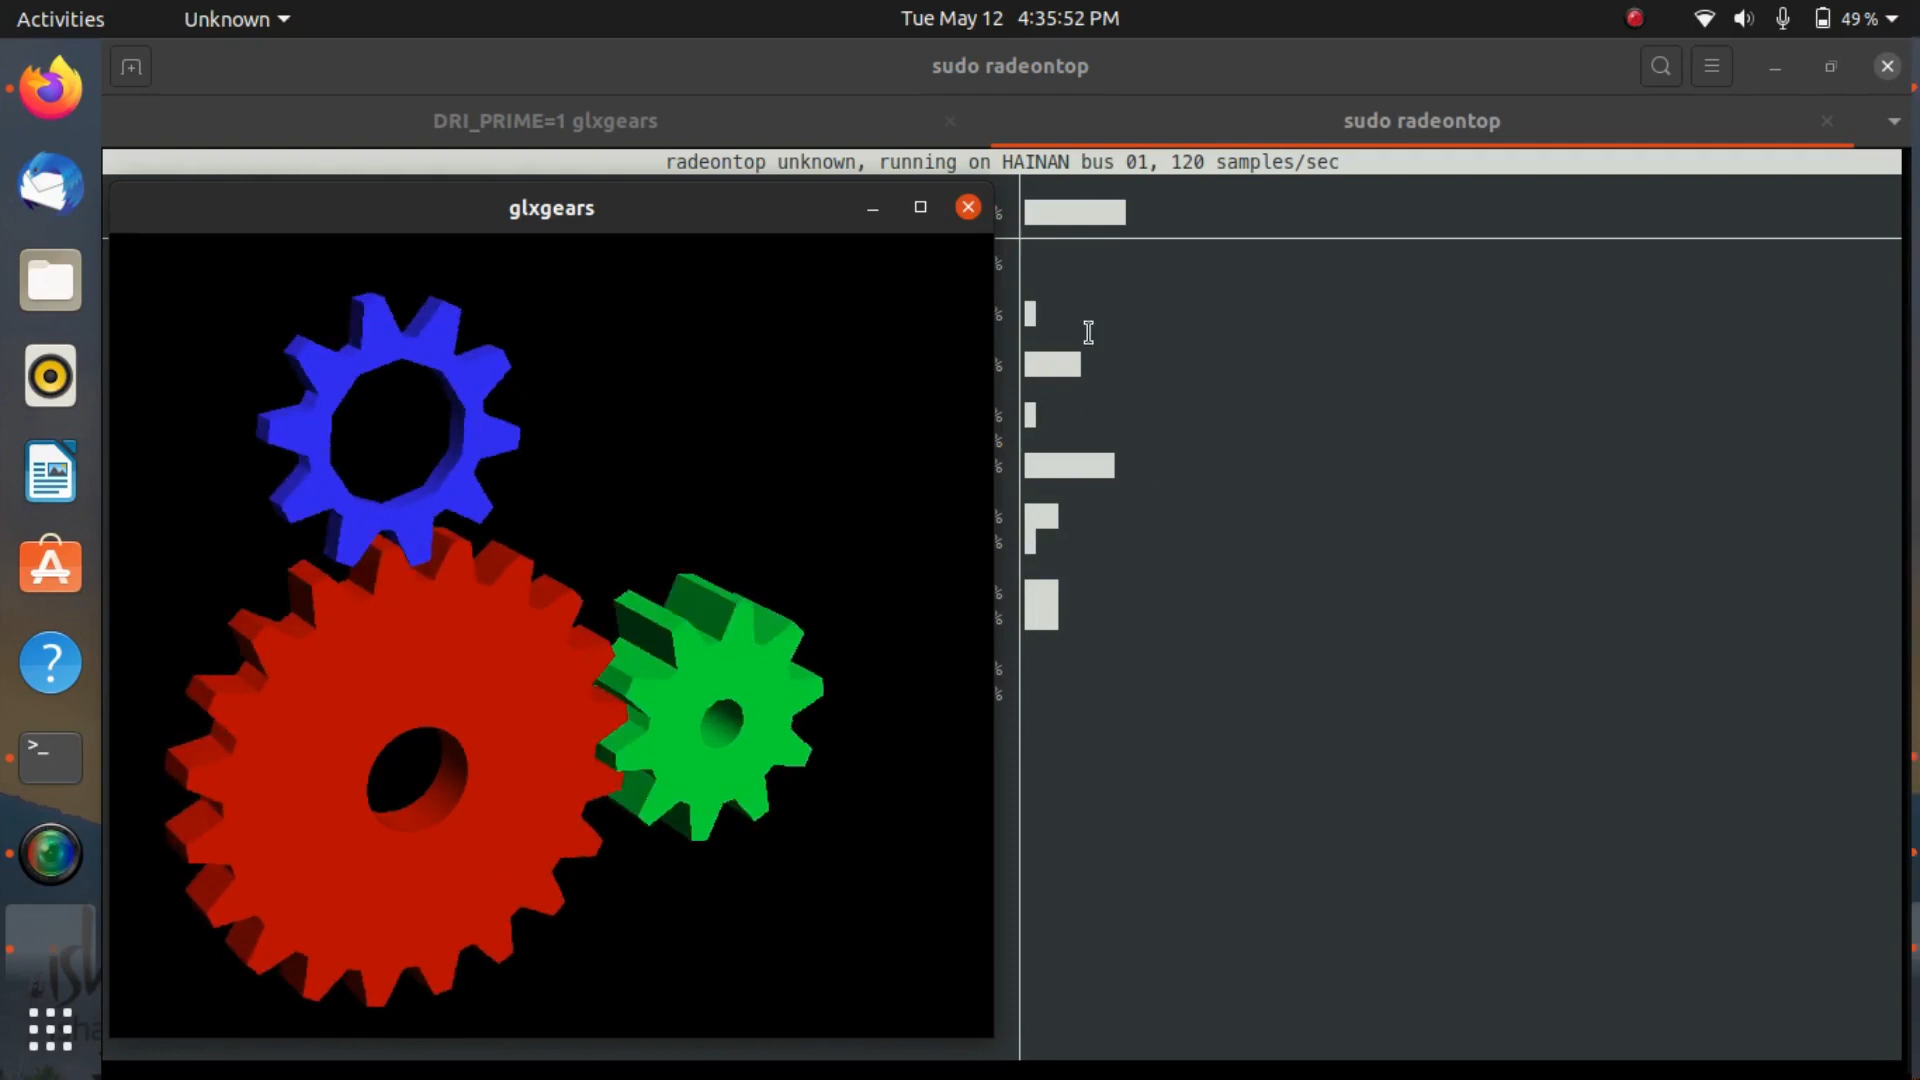 Activities
Unknown
Tue May 12 4:35:52 PM
49 %
sudo radeontop
DRI_PRIME=1 glxgears
sudo radeontop
radeontop unknown, running on HAINAN bus 01, 120 samples/sec
glxgears
%
%
%
%
%
%
%
%
%
%
%
%
%
>_
?